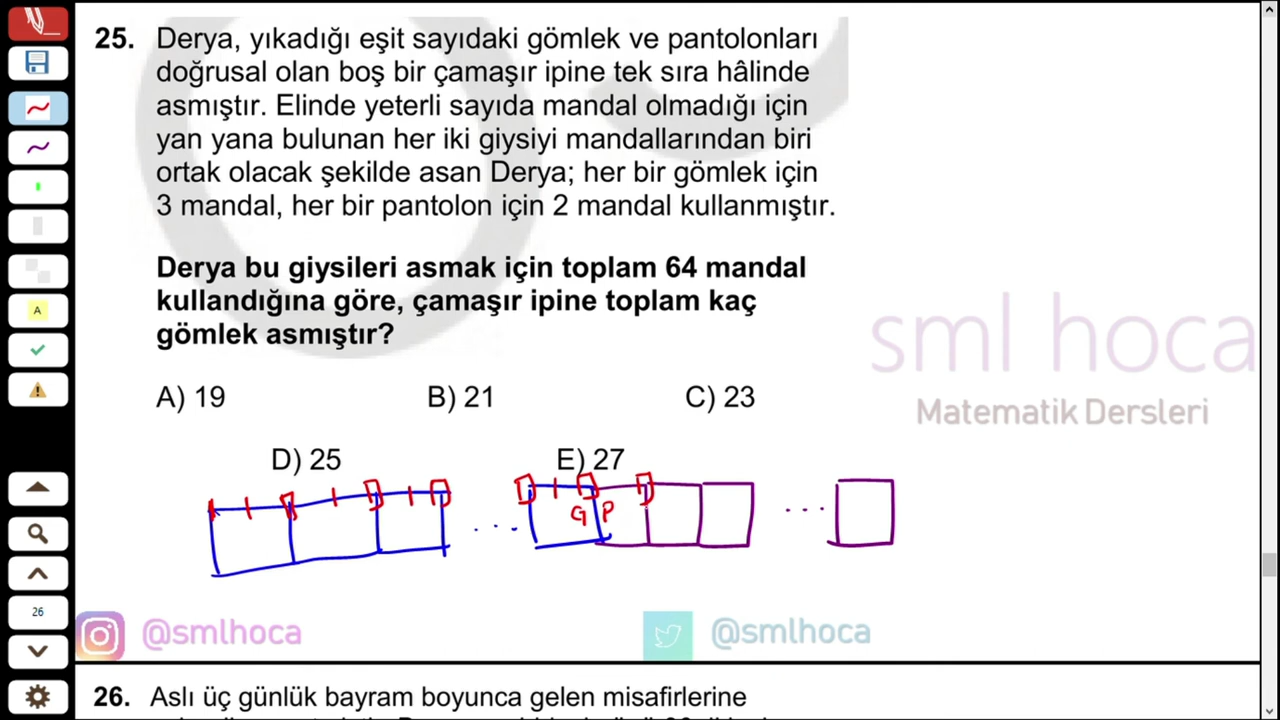 25. Derya, yıkadığı eşit sayıdaki gömlek ve pantolonları
doğrusal olan boş bir çamaşır ipine tek sıra hâlinde
asmıştır. Elinde yeterli sayıda mandal olmadığı için
yan yana bulunan her iki giysiyi mandallarından biri
ortak olacak şekilde asan Derya; her bir gömlek için
3 mandal, her bir pantolon için 2 mandal kullanmıştır.
Derya bu giysileri asmak için toplam 64 mandal
kullandığına göre, çamaşır ipine toplam kaç
gömlek asmıştır?
A) 19 B) 21 C) 23
D) 25 E) 27
sml hoca
Matematik Dersleri
G P
@smlhoca @smlhoca
A
26
26. Aslı üç günlük bayram boyunca gelen misafirlerine